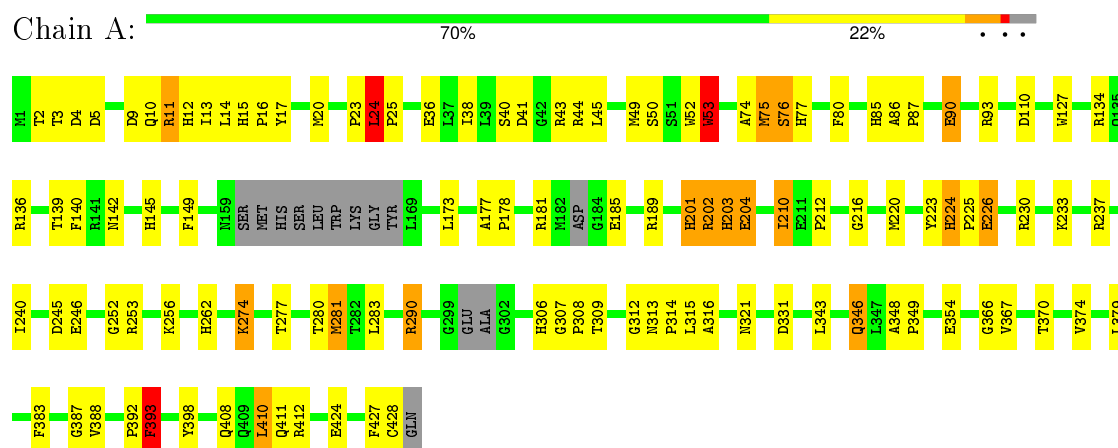 Chain A:
70% 22%
M1 T2 T3 D4 D5 D9 Q10 R11 H12 I13 L14 H15 P16 Y17 M20 P23 L24 P25 E36 L37 I38 L39 S40 D41 G42 R43 R44 L45 M49 S50 S51 W52 W53 A74 M75 S76 H77 F80 H85 A86 P87 E90 R93 D110 W127 R134 Q135
R136 T139 F140 R141 N142 H145 F149 N159 SER MET HIS SER LEU TRP LYS GLY TYR L169 L173 A177 P178 R181 M182 ASP G184 E185 R189 H201 R202 H203 E204 I210 E211 P212 G216 M220 Y223 H224 P225 E226 R230 K233 R237
I240 D245 E246 G252 R253 K256 H262 K274 T277 T280 M281 T282 L283 R290 G299 GLU ALA G302 H306 G307 P308 T309 G312 N313 P314 L315 A316 N321 D331 L343 Q346 L347 A348 P349 E354 G366 V367 T370 V374 L379
F383 G387 V388 P392 F393 Y398 Q408 Q409 L410 Q411 R412 E424 F427 C428 GLN